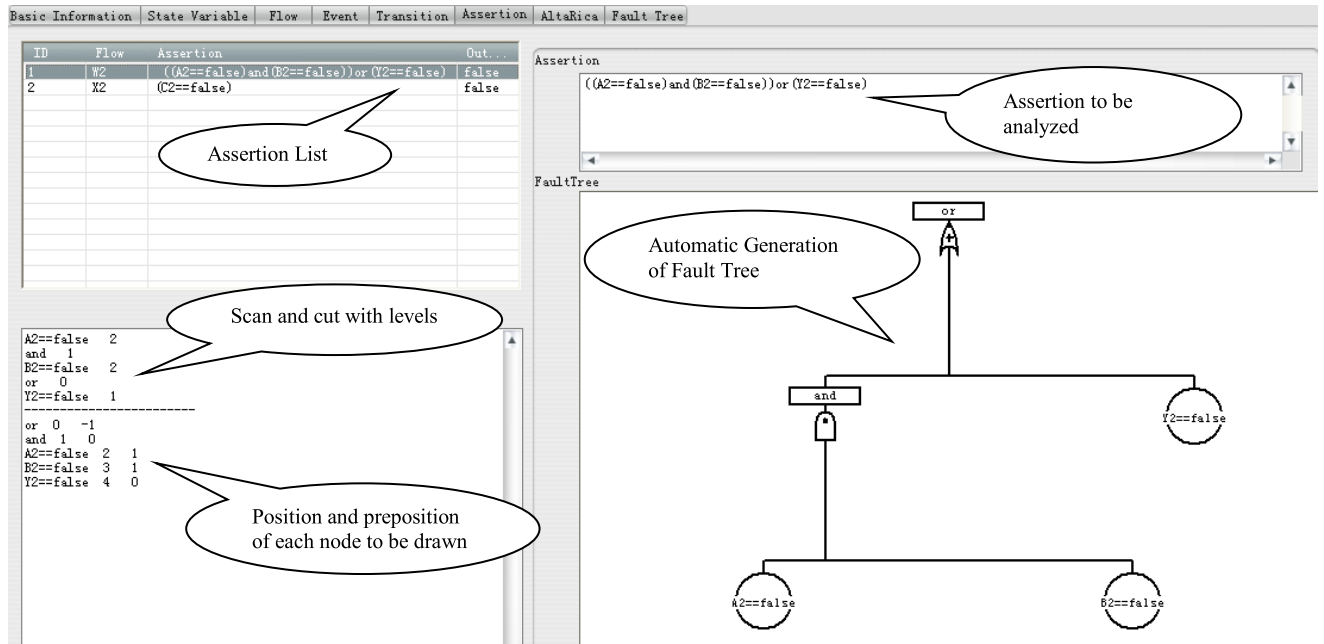 Basic Information State Variable Flow Event Transition Assertion AltaRica Fault Tree
ID Flow Assertion Out...
1 W2 ((A2==false)and(B2==false))or(Y2==false) false
2 X2 (C2==false) false
Assertion List
Assertion
((A2==false)and(B2==false))or(Y2==false)
Assertion to be
analyzed
Scan and cut with levels
A2==false 2
and 1
B2==false 2
or 0
Y2==false 1
------------------------
or 0 -1
and 1 0
A2==false 2 1
B2==false 3 1
Y2==false 4 0
Position and preposition
of each node to be drawn
FaultTree
Automatic Generation
of Fault Tree
or
+
and
Y2==false
A2==false
B2==false